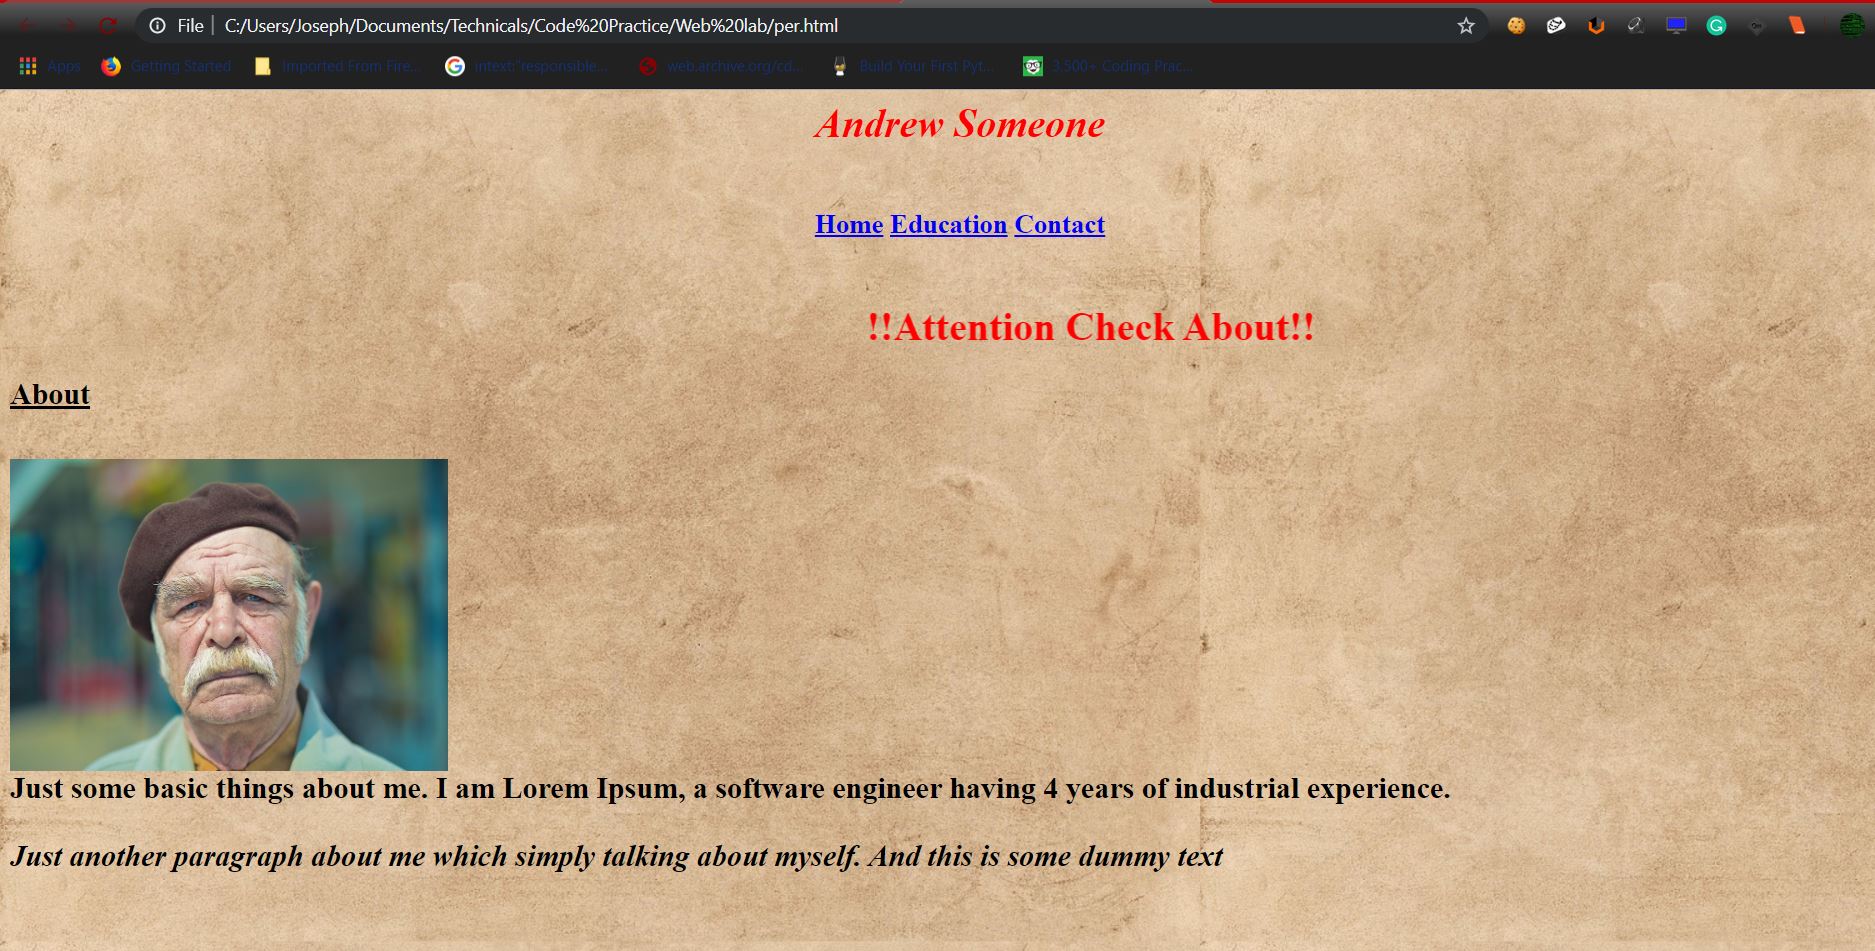 File | C:/Users/Joseph/Documents/Technicals/Code%20Practice/Web%20lab/per.html
Apps Getting Started Imported From Fire... intext:"responsible... web.archive.org/cd... Build Your First Pyt... 3,500+ Coding Prac...
Andrew Someone
Home Education Contact
!!Attention Check About!!
About
Just some basic things about me. I am Lorem Ipsum, a software engineer having 4 years of industrial experience.
Just another paragraph about me which simply talking about myself. And this is some dummy text